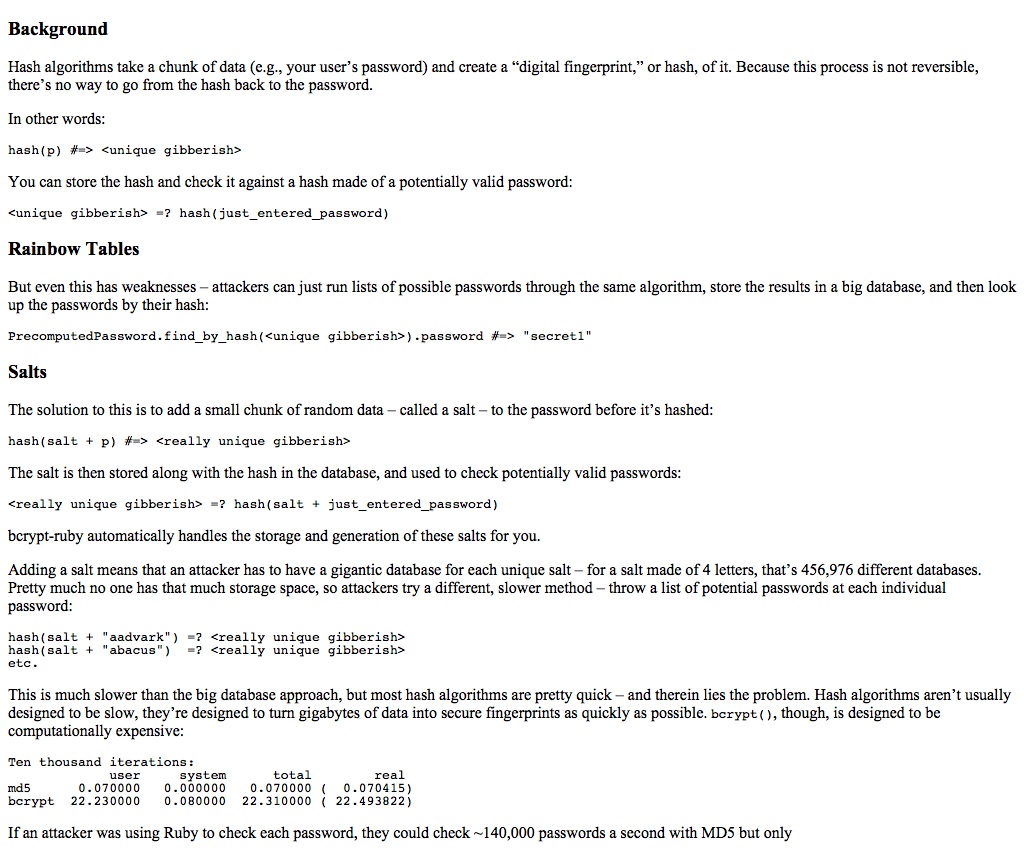 Background
Hash algorithms take a chunk of data (e.g., your user’s password) and create a “digital fingerprint,” or hash, of it. Because this process is not reversible,
there’s no way to go from the hash back to the password.
In other words:
hash(p) #=> <unique gibberish>
You can store the hash and check it against a hash made of a potentially valid password:
<unique gibberish> =? hash(just_entered_password)
Rainbow Tables
But even this has weaknesses – attackers can just run lists of possible passwords through the same algorithm, store the results in a big database, and then look
up the passwords by their hash:
PrecomputedPassword.find_by_hash(<unique gibberish>).password #=> "secret1"
Salts
The solution to this is to add a small chunk of random data – called a salt – to the password before it’s hashed:
hash(salt + p) #=> <really unique gibberish>
The salt is then stored along with the hash in the database, and used to check potentially valid passwords:
<really unique gibberish> =? hash(salt + just_entered_password)
bcrypt-ruby automatically handles the storage and generation of these salts for you.
Adding a salt means that an attacker has to have a gigantic database for each unique salt – for a salt made of 4 letters, that’s 456,976 different databases.
Pretty much no one has that much storage space, so attackers try a different, slower method – throw a list of potential passwords at each individual
password:
hash(salt + "aadvark") =? <really unique gibberish>
hash(salt + "abacus")  =? <really unique gibberish>
etc.
This is much slower than the big database approach, but most hash algorithms are pretty quick – and therein lies the problem. Hash algorithms aren’t usually
designed to be slow, they’re designed to turn gigabytes of data into secure fingerprints as quickly as possible. bcrypt(), though, is designed to be
computationally expensive:
Ten thousand iterations:
             user     system      total        real
md5      0.070000   0.000000   0.070000 (  0.070415)
bcrypt  22.230000   0.080000  22.310000 ( 22.493822)
If an attacker was using Ruby to check each password, they could check ~140,000 passwords a second with MD5 but only